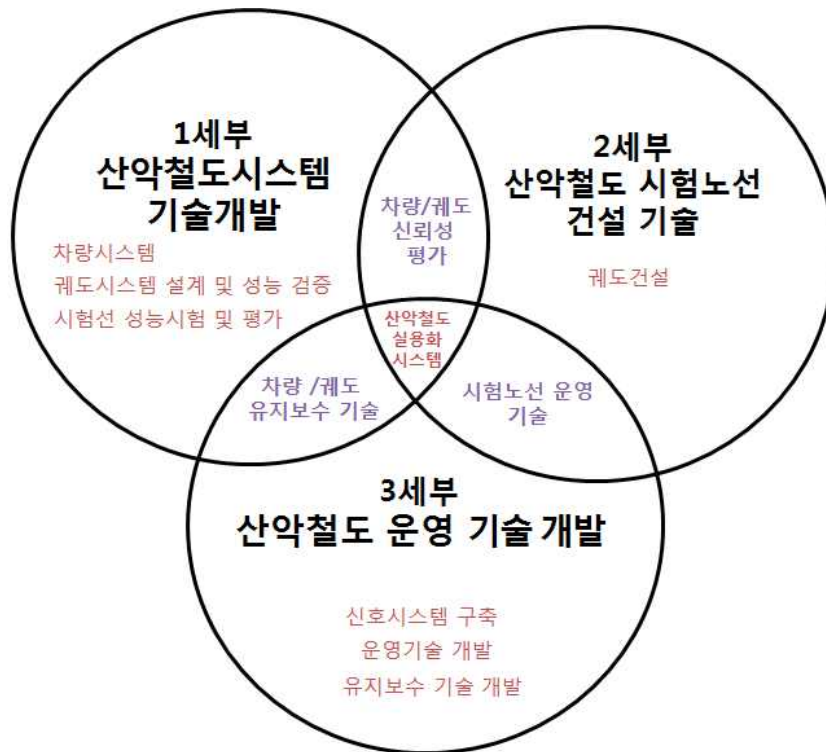 1세부
산악철도시스템
기술개발
차량시스템
궤도시스템 설계 및 성능 검증
시험선 성능시험 및 평가
차량/궤도
신뢰성
평가
2세부
산악철도 시험노선
건설 기술
궤도건설
산악철도
실용화
시스템
차량 /궤도
유지보수 기술
시험노선 운영
기술
3세부
산악철도 운영 기술 개발
신호시스템 구축
운영기술 개발
유지보수 기술 개발